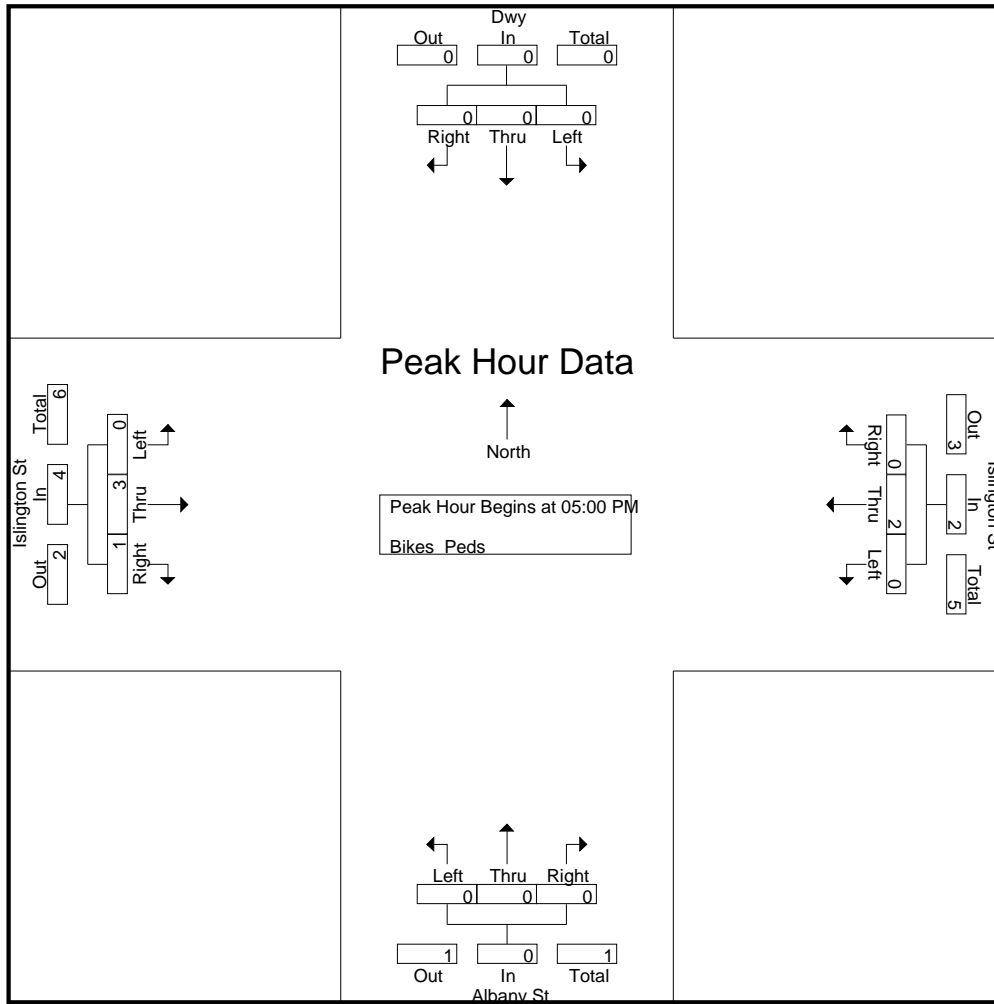 Dwy
Out In Total
0 0 0
0 0 0
Right Thru Left
Peak Hour Data
North
Peak Hour Begins at 05:00 PM
Bikes Peds
Islington St
Out In Total
2 4 6
1 3 0
Right Thru Left
Islington St
Out In Total
3 2 5
0 2 0
Right Thru Left
Left Thru Right
0 0 0
1 0 1
Out In Total
Albany St